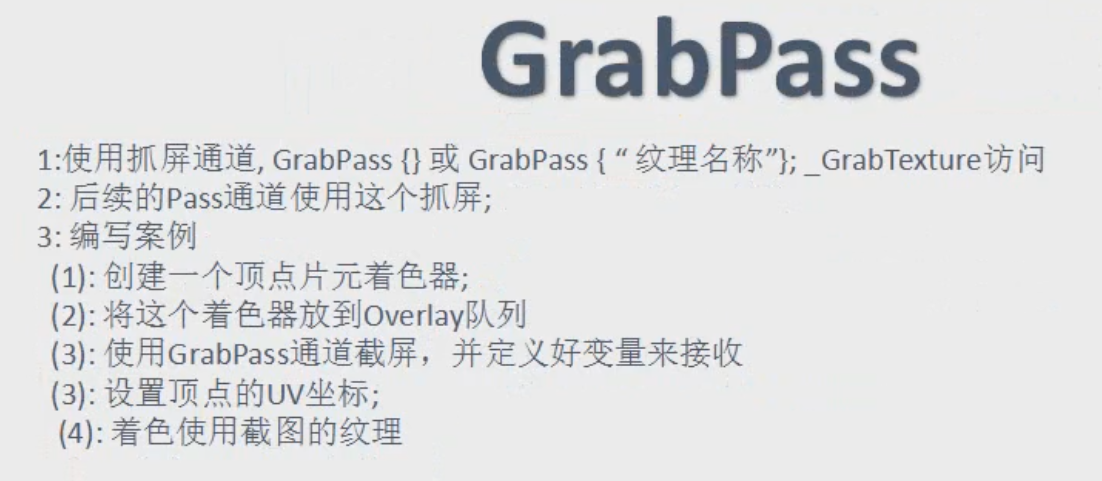 GrabPass
1:使用抓屏通道, GrabPass {} 或 GrabPass { “ 纹理名称”}; _GrabTexture访问
2: 后续的Pass通道使用这个抓屏;
3: 编写案例
(1): 创建一个顶点片元着色器;
(2): 将这个着色器放到Overlay队列
(3): 使用GrabPass通道截屏，并定义好变量来接收
(3): 设置顶点的UV坐标;
(4): 着色使用截图的纹理